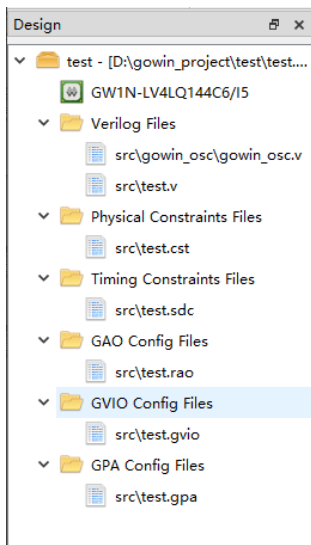 Design
test - [D:\gowin_project\test\test....
GW1N-LV4LQ144C6/I5
Verilog Files
src\gowin_osc\gowin_osc.v
src\test.v
Physical Constraints Files
src\test.cst
Timing Constraints Files
src\test.sdc
GAO Config Files
src\test.rao
GVIO Config Files
src\test.gvio
GPA Config Files
src\test.gpa